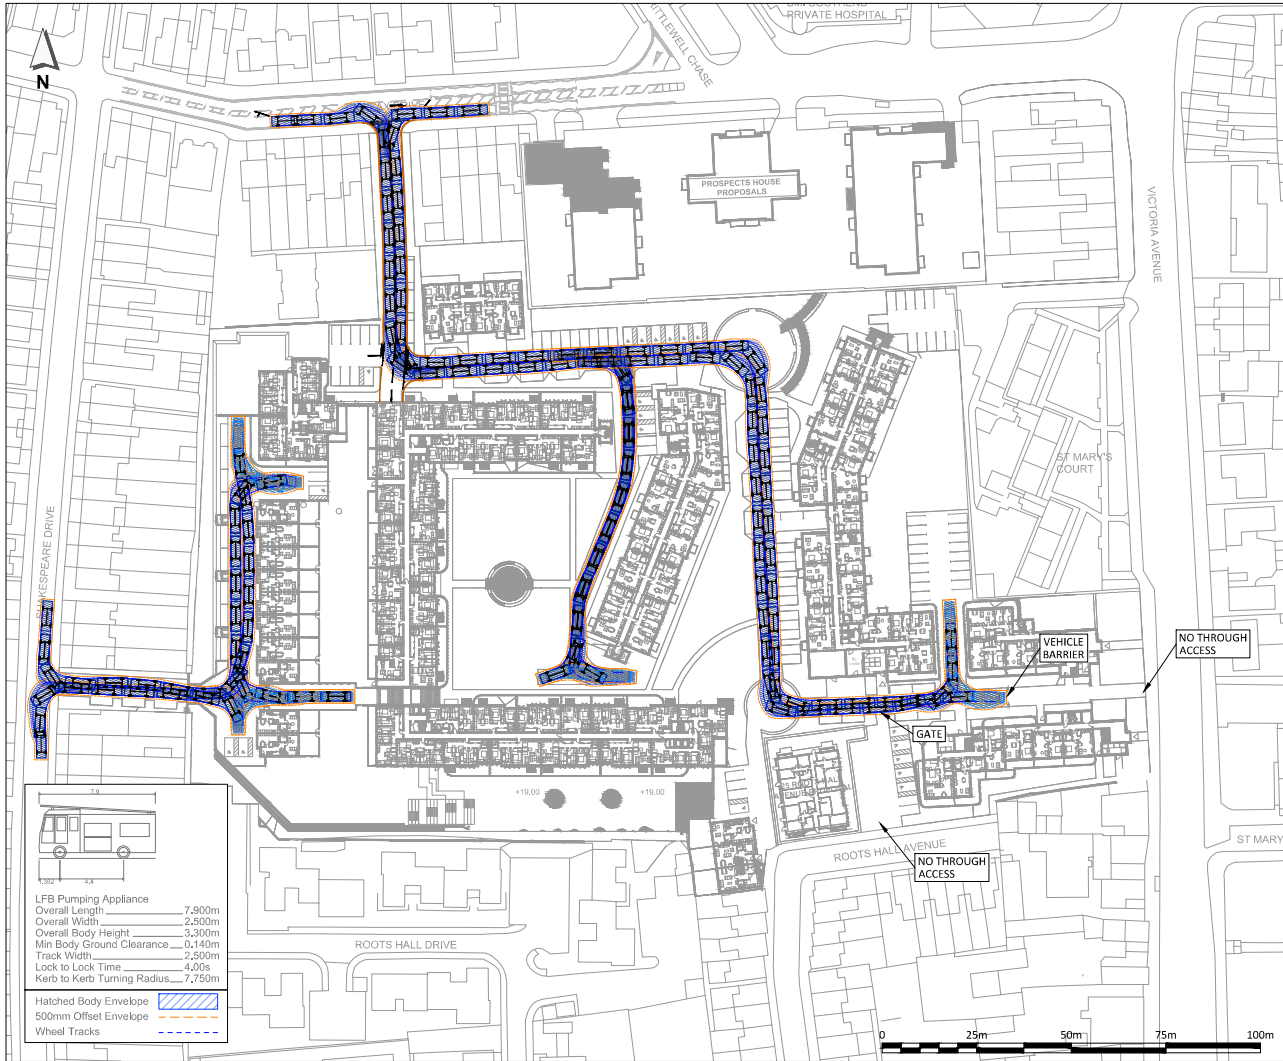 PRIVATE HOSPITAL
N
PROSPECTS HOUSE
PROPOSALS
VICTORIA AVENUE
ST MARY'S
COURT
SHAKESPEARE DRIVE
VEHICLE
BARRIER
NO THROUGH
ACCESS
GATE
+19.00
+19.00
ROOTS HALL AVENUE
NO THROUGH
ACCESS
ST MARY
ROOTS HALL DRIVE
7.9
1.382
4.4
LFB Pumping Appliance
Overall Length 7.900m
Overall Width 2.500m
Overall Body Height 3.300m
Min Body Ground Clearance 0.140m
Track Width 2.500m
Lock to Lock Time 4.00s
Kerb to Kerb Turning Radius 7.750m
Hatched Body Envelope
500mm Offset Envelope
Wheel Tracks
0 25m 50m 75m 100m